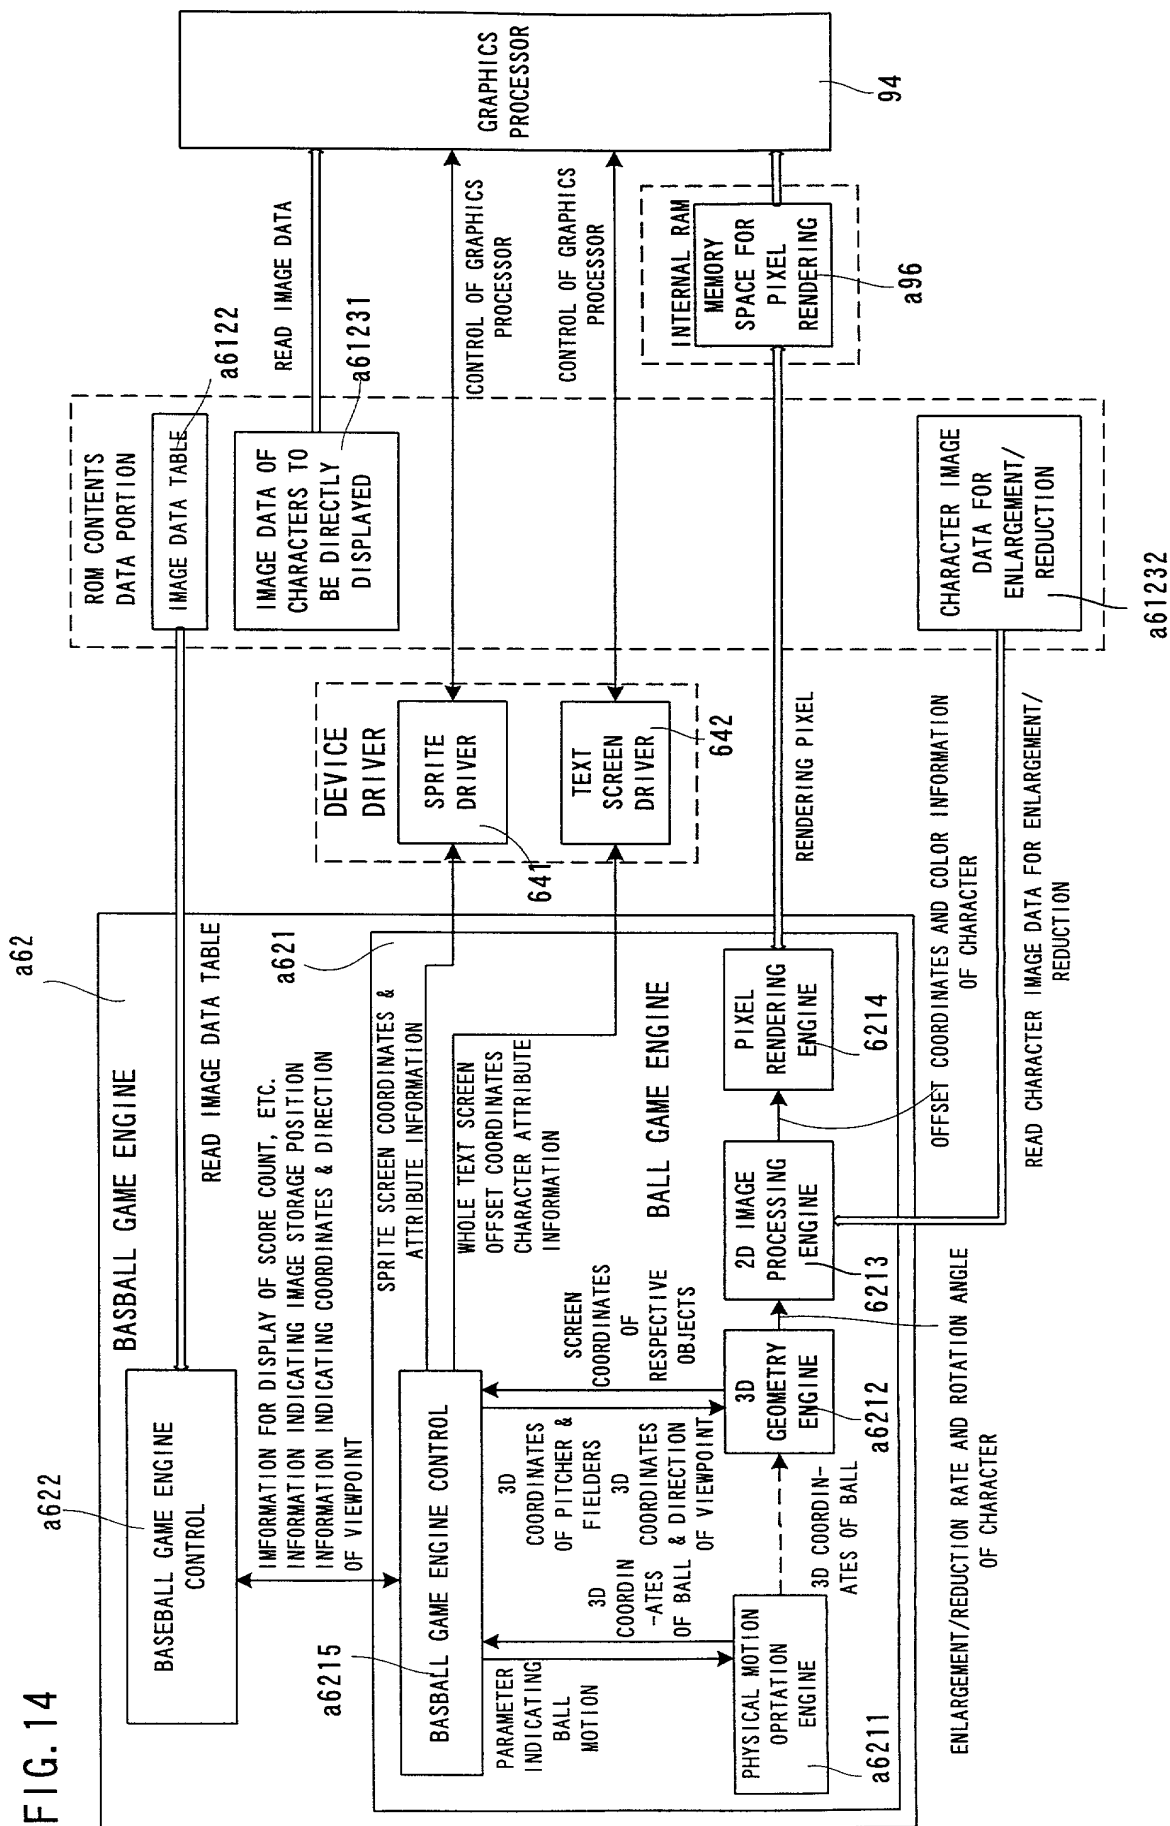 FIG. 14
a62
BASBALL GAME ENGINE
a622
BASEBALL GAME ENGINE
CONTROL
READ IMAGE DATA TABLE
IMFORMATION FOR DISPLAY OF SCORE COUNT, ETC.
INFORMATION INDICATING IMAGE STORAGE POSITION
INFORMATION INDICATING COORDINATES & DIRECTION
OF VIEWPOINT
a621
a6215
BASBALL GAME ENGINE CONTROL
SPRITE SCREEN COORDINATES &
ATTRIBUTE INFORMATION
WHOLE TEXT SCREEN
OFFSET COORDINATES
CHARACTER ATTRIBUTE
INFORMATION
BALL GAME ENGINE
PARAMETER
INDICATING
BALL
MOTION
3D
COORDIN
-ATES
OF BALL
3D
COORDINATES
OF PITCHER &
FIELDERS
3D
COORDINATES
& DIRECTION
OF VIEWPOINT
SCREEN
COORDINATES
OF
RESPECTIVE
OBJECTS
PHYSICAL MOTION
OPRTATION
ENGINE
a6211
3D COORDIN-
ATES OF BALL
3D
GEOMETRY
ENGINE
a6212
2D IMAGE
PROCESSING
ENGINE
6213
PIXEL
RENDERING
ENGINE
6214
ENLARGEMENT/REDUCTION RATE AND ROTATION ANGLE
OF CHARACTER
OFFSET COORDINATES AND COLOR INFORMATION
OF CHARACTER
READ CHARACTER IMAGE DATA FOR ENLARGEMENT/
REDUCTION
RENDERING PIXEL
DEVICE
DRIVER
SPRITE
DRIVER
641
TEXT
SCREEN
DRIVER
642
ROM CONTENTS
DATA PORTION
IMAGE DATA TABLE
a6122
IMAGE DATA OF
CHARACTERS TO
BE DIRECTLY
DISPLAYED
a61231
CHARACTER IMAGE
DATA FOR
ENLARGEMENT/
REDUCTION
a61232
READ IMAGE DATA
CONTROL OF GRAPHICS
PROCESSOR
CONTROL OF GRAPHICS
PROCESSOR
INTERNAL RAM
MEMORY
SPACE FOR
PIXEL
RENDERING
a96
GRAPHICS
PROCESSOR
94